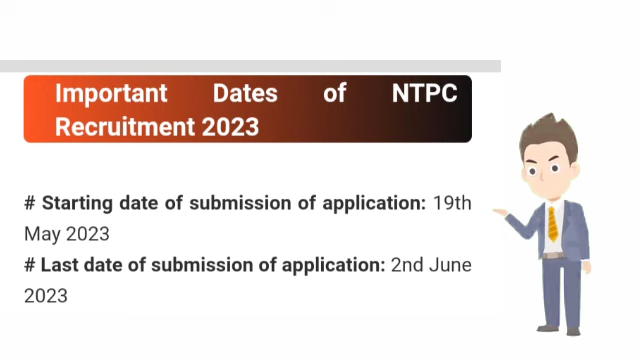 Important Dates of NTPC
Recruitment 2023
# Starting date of submission of application: 19th
May 2023
# Last date of submission of application: 2nd June
2023